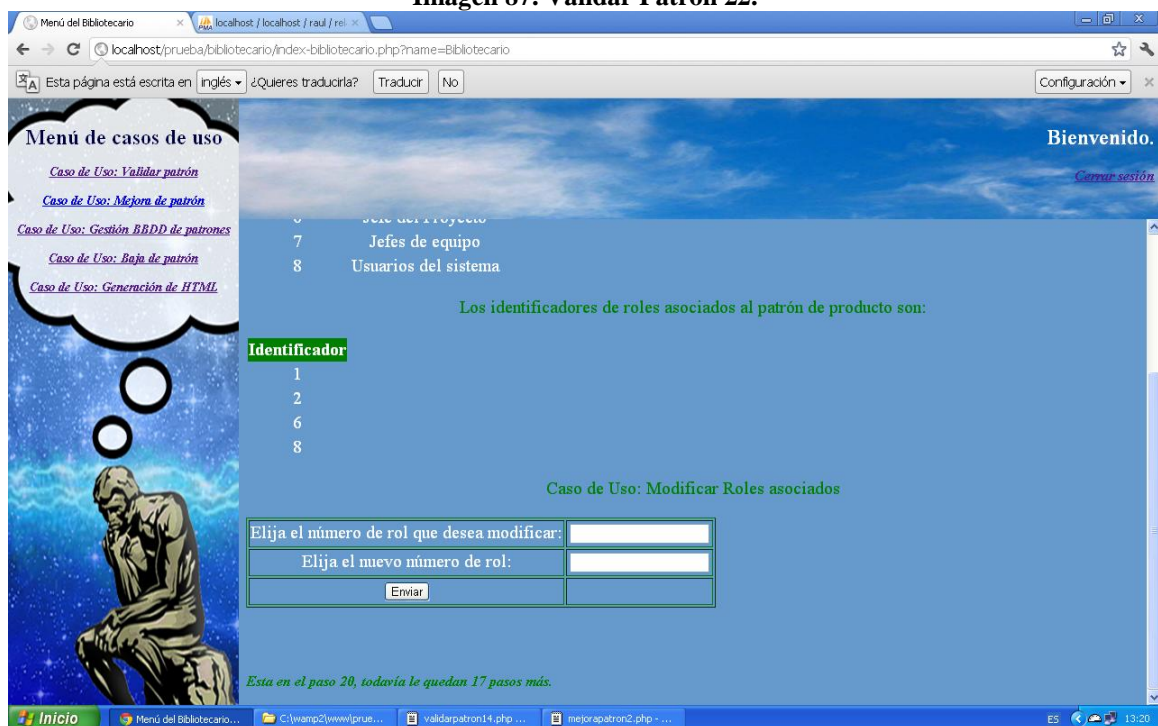 Imagen 87. Validar Patrón 22.
Menú del Bibliotecario
localhost / localhost / raul / rel
localhost/prueba/bibliotecario/index-bibliotecario.php?name=Bibliotecario
Esta página está escrita en inglés ¿Quieres traducirla? Traducir No Configuración
Menú de casos de uso
Caso de Uso: Validar patrón
Caso de Uso: Mejora de patrón
Caso de Uso: Gestión BBDD de patrones
Caso de Uso: Baja de patrón
Caso de Uso: Generación de HTML
Bienvenido.
Cerrar sesión
6 Jefe del Proyecto
7 Jefes de equipo
8 Usuarios del sistema
Los identificadores de roles asociados al patrón de producto son:
Identificador
1
2
6
8
Caso de Uso: Modificar Roles asociados
Elija el número de rol que desea modificar:
Elija el nuevo número de rol:
Enviar
Esta en el paso 20, todavía le quedan 17 pasos más.
Inicio
Menú del Bibliotecario...
C:\wamp2\www\prue...
validarpatron14.php ...
mejorapatron2.php - ...
ES
13:20